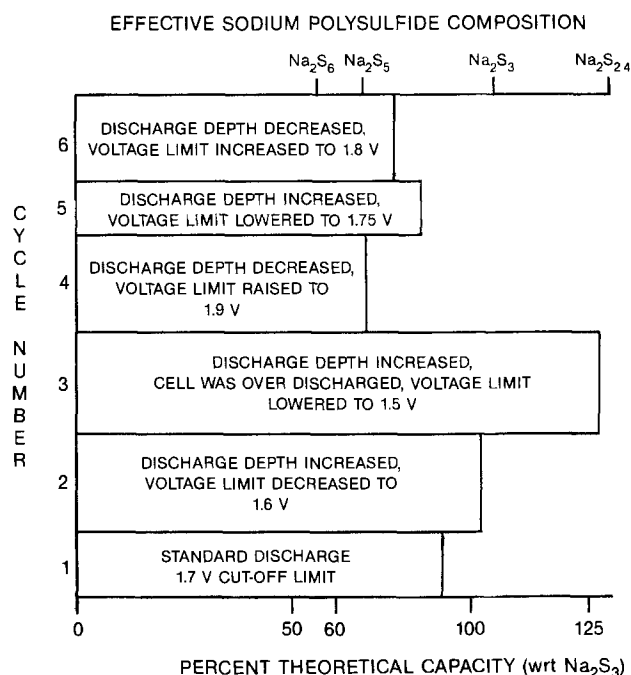 EFFECTIVE SODIUM POLYSULFIDE COMPOSITION
Na₂S₆ Na₂S₅ Na₂S₃ Na₂S₂ ₄
CYCLE NUMBER
6
DISCHARGE DEPTH DECREASED,
VOLTAGE LIMIT INCREASED TO 1.8 V
5
DISCHARGE DEPTH INCREASED,
VOLTAGE LIMIT LOWERED TO 1.75 V
4
DISCHARGE DEPTH DECREASED,
VOLTAGE LIMIT RAISED TO
1.9 V
3
DISCHARGE DEPTH INCREASED,
CELL WAS OVER DISCHARGED, VOLTAGE LIMIT
LOWERED TO 1.5 V
2
DISCHARGE DEPTH INCREASED,
VOLTAGE LIMIT DECREASED TO
1.6 V
1
STANDARD DISCHARGE
1.7 V CUT-OFF LIMIT
0 50 60 100 125
PERCENT THEORETICAL CAPACITY (wrt Na₂S₃)